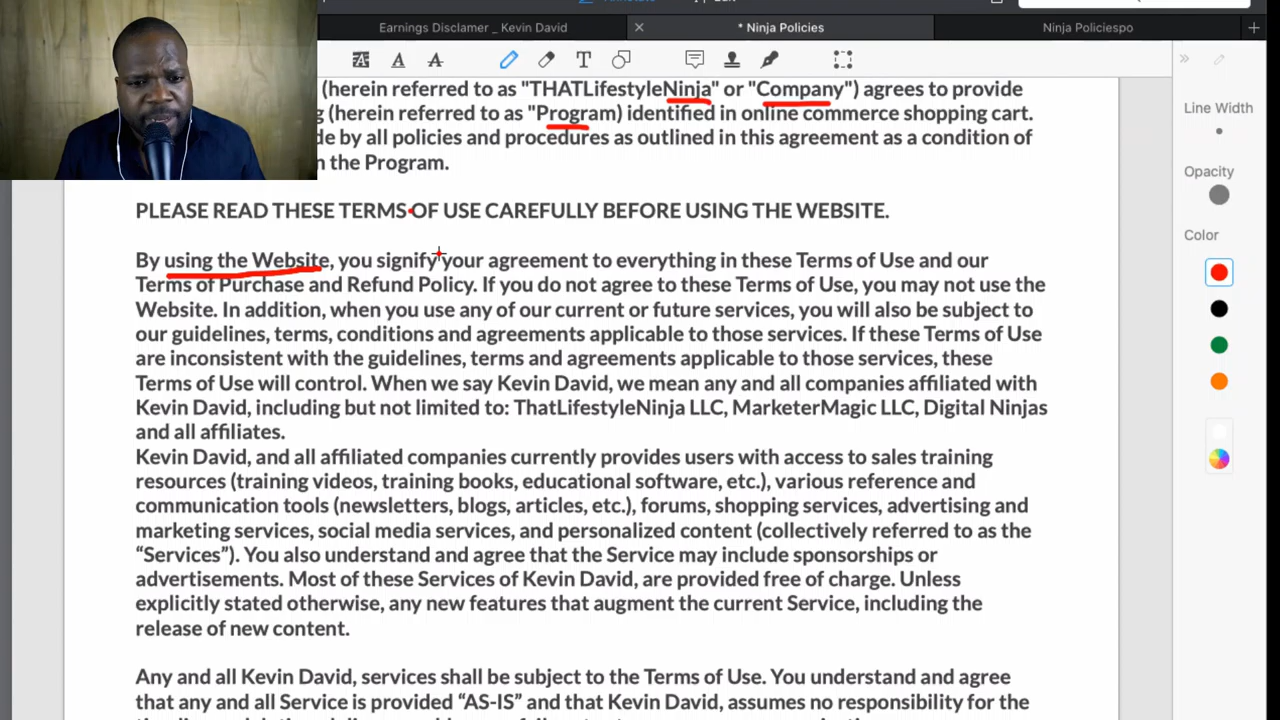 Earnings Disclamer _ Kevin David
* Ninja Policies
Ninja Policiespo
(herein referred to as "THATLifestyleNinja" or "Company") agrees to provide
(herein referred to as "Program) identified in online commerce shopping cart.
de by all policies and procedures as outlined in this agreement as a condition of
the Program.
PLEASE READ THESE TERMS OF USE CAREFULLY BEFORE USING THE WEBSITE.
By using the Website, you signify your agreement to everything in these Terms of Use and our
Terms of Purchase and Refund Policy. If you do not agree to these Terms of Use, you may not use the
Website. In addition, when you use any of our current or future services, you will also be subject to
our guidelines, terms, conditions and agreements applicable to those services. If these Terms of Use
are inconsistent with the guidelines, terms and agreements applicable to those services, these
Terms of Use will control. When we say Kevin David, we mean any and all companies affiliated with
Kevin David, including but not limited to: ThatLifestyleNinja LLC, MarketerMagic LLC, Digital Ninjas
and all affiliates.
Kevin David, and all affiliated companies currently provides users with access to sales training
resources (training videos, training books, educational software, etc.), various reference and
communication tools (newsletters, blogs, articles, etc.), forums, shopping services, advertising and
marketing services, social media services, and personalized content (collectively referred to as the
“Services”). You also understand and agree that the Service may include sponsorships or
advertisements. Most of these Services of Kevin David, are provided free of charge. Unless
explicitly stated otherwise, any new features that augment the current Service, including the
release of new content.
Any and all Kevin David, services shall be subject to the Terms of Use. You understand and agree
that any and all Service is provided “AS-IS” and that Kevin David, assumes no responsibility for the
Line Width
Opacity
Color